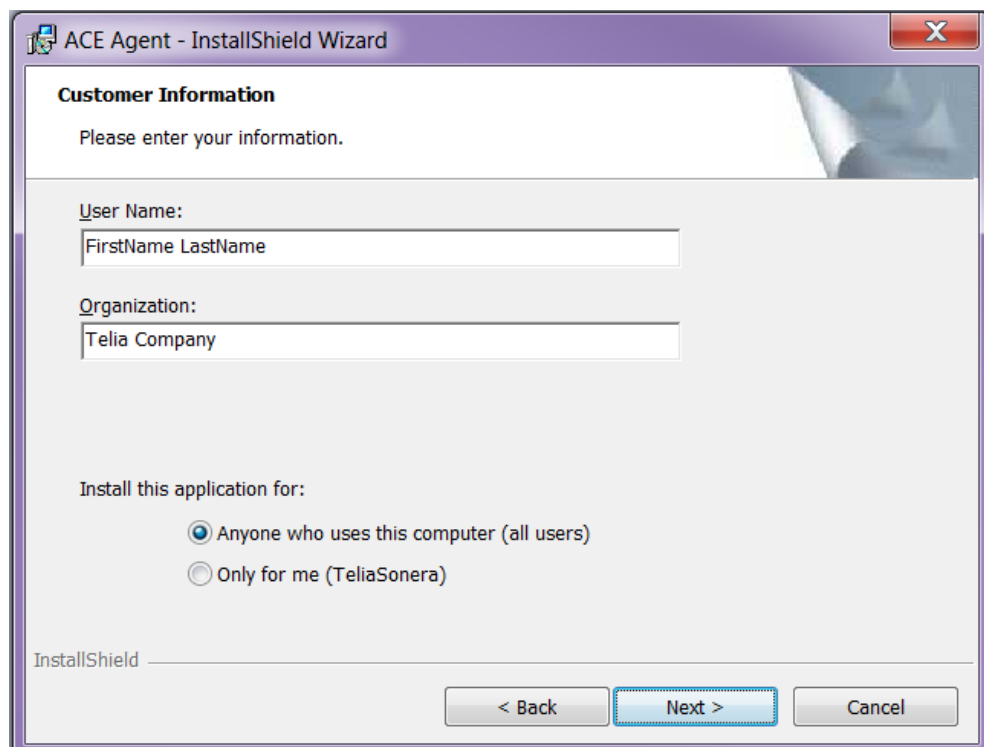 ACE Agent - InstallShield Wizard
X
Customer Information
Please enter your information.
User Name:
FirstName LastName
Organization:
Telia Company
Install this application for:
Anyone who uses this computer (all users)
Only for me (TeliaSonera)
InstallShield
< Back Next > Cancel